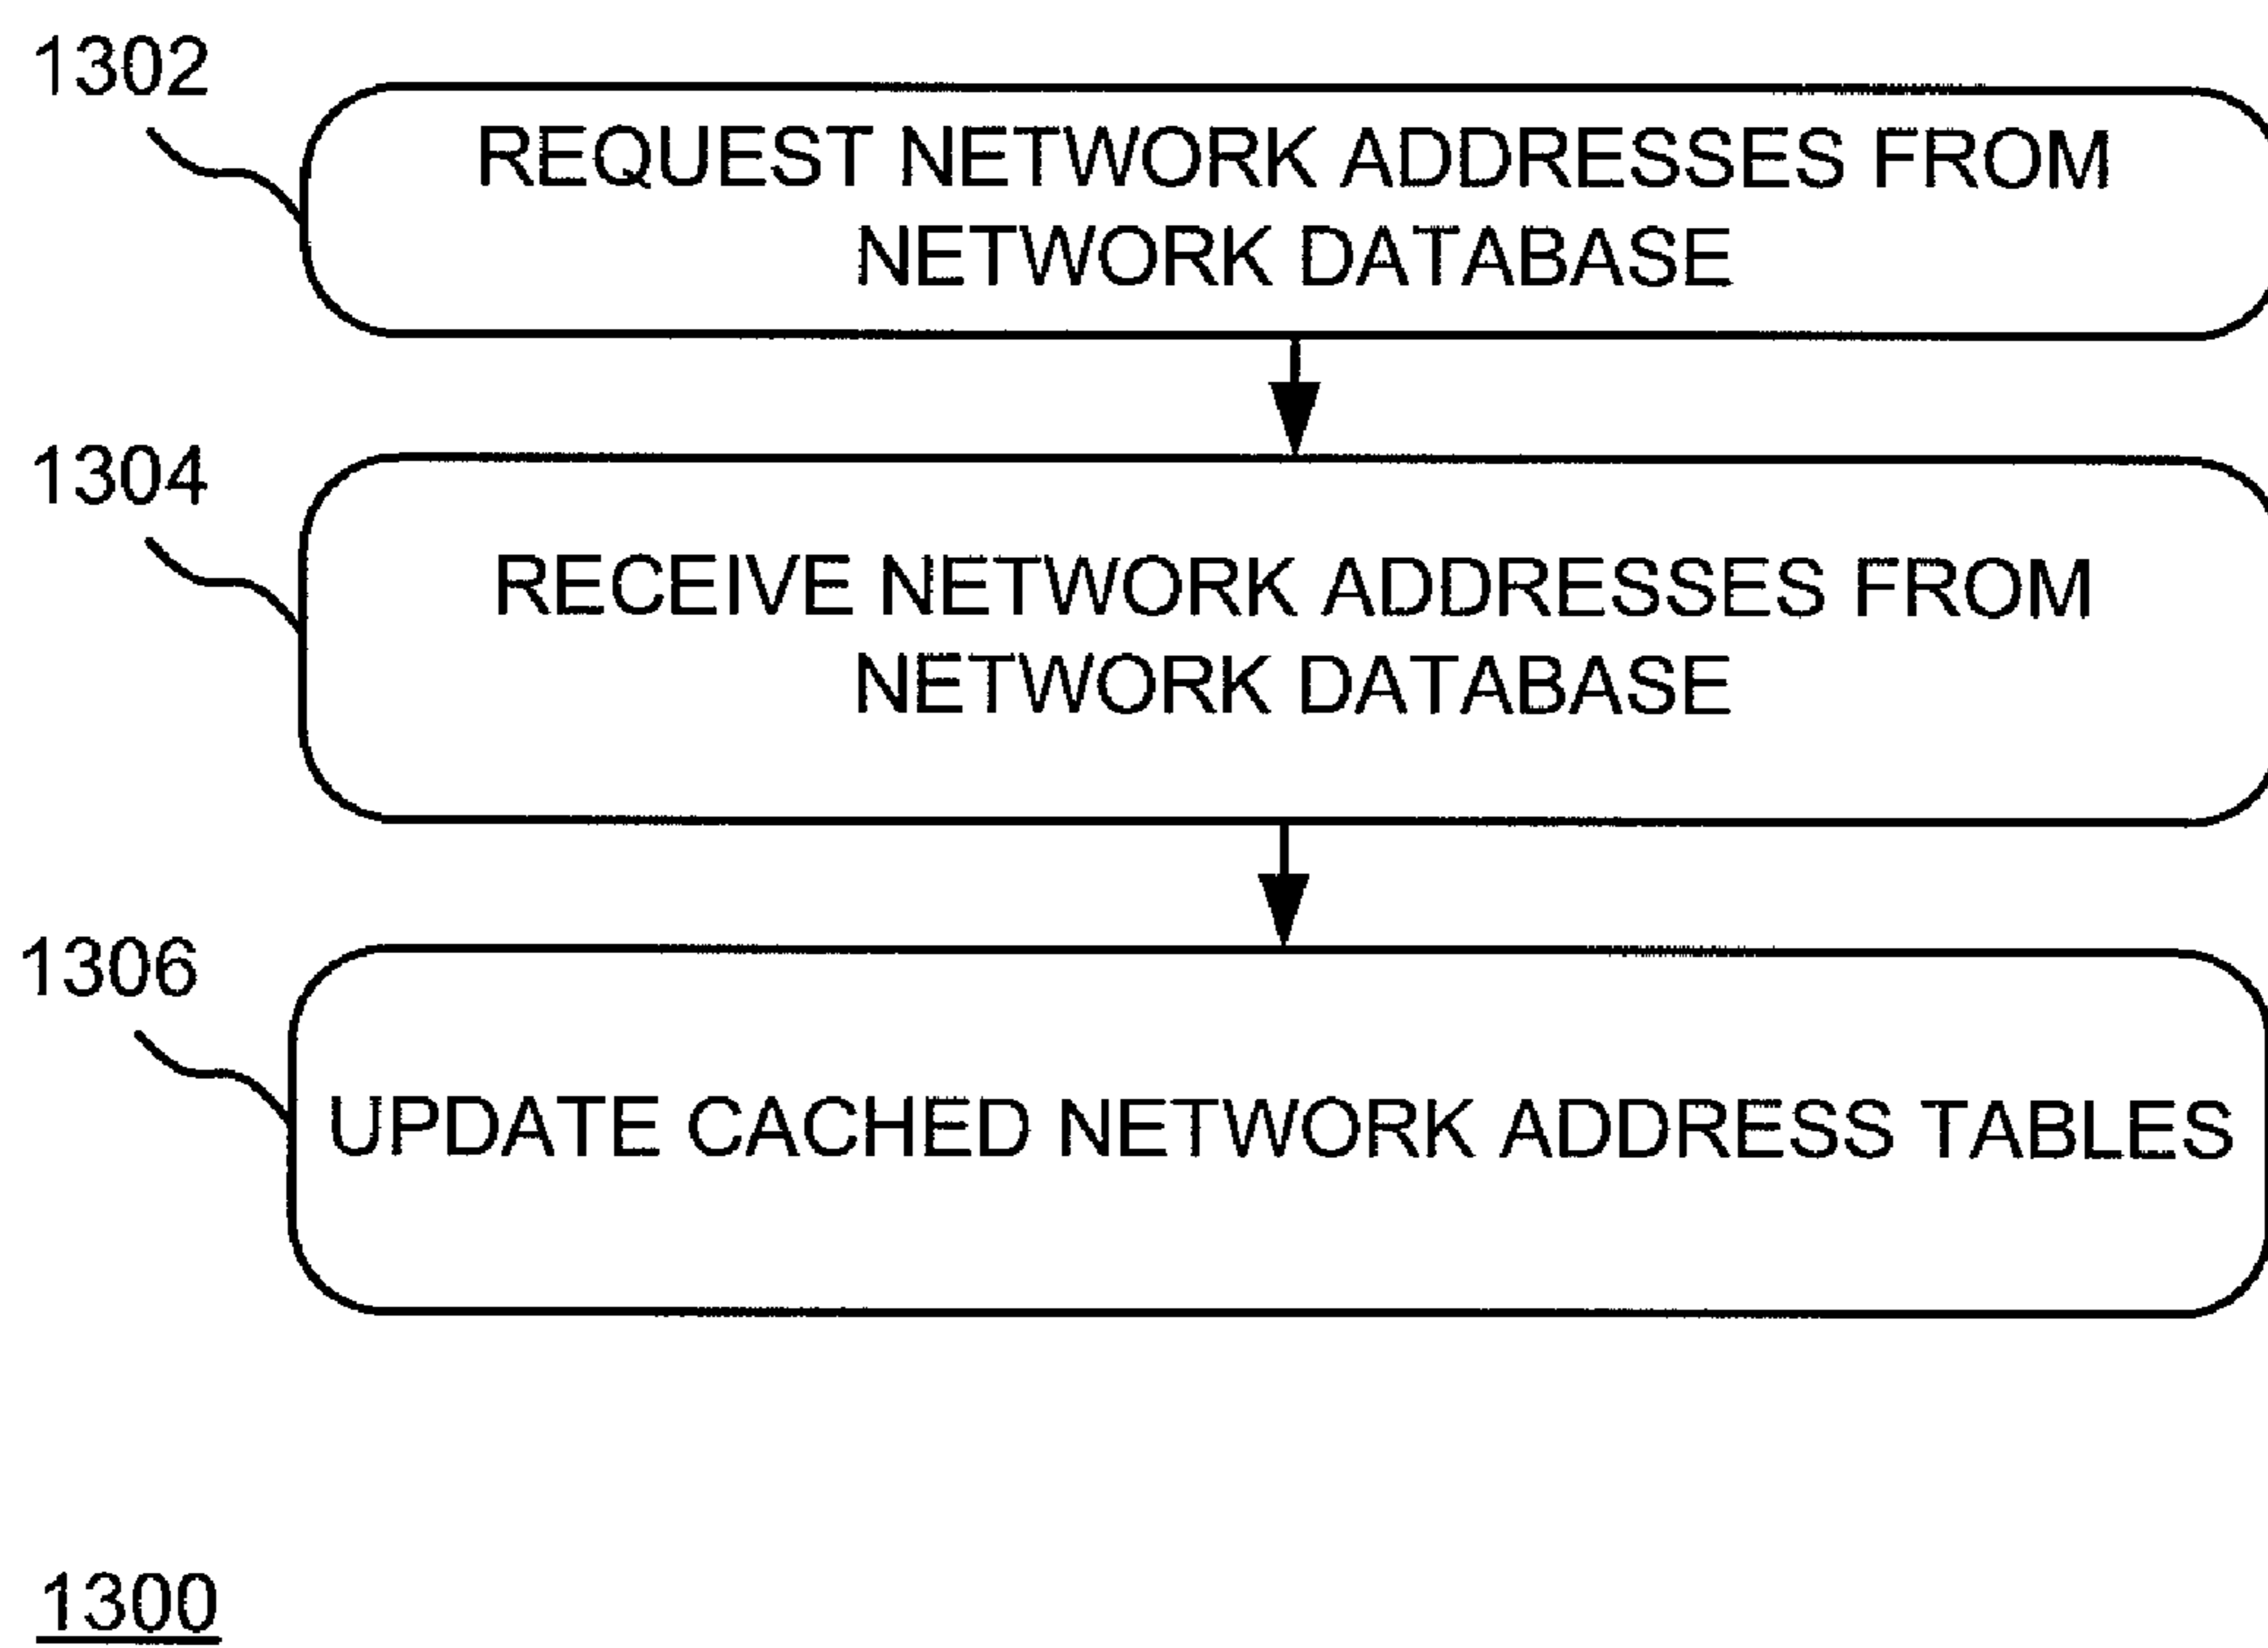 1302
REQUEST NETWORK ADDRESSES FROM
NETWORK DATABASE
1304
RECEIVE NETWORK ADDRESSES FROM
NETWORK DATABASE
1306
UPDATE CACHED NETWORK ADDRESS TABLES
1300